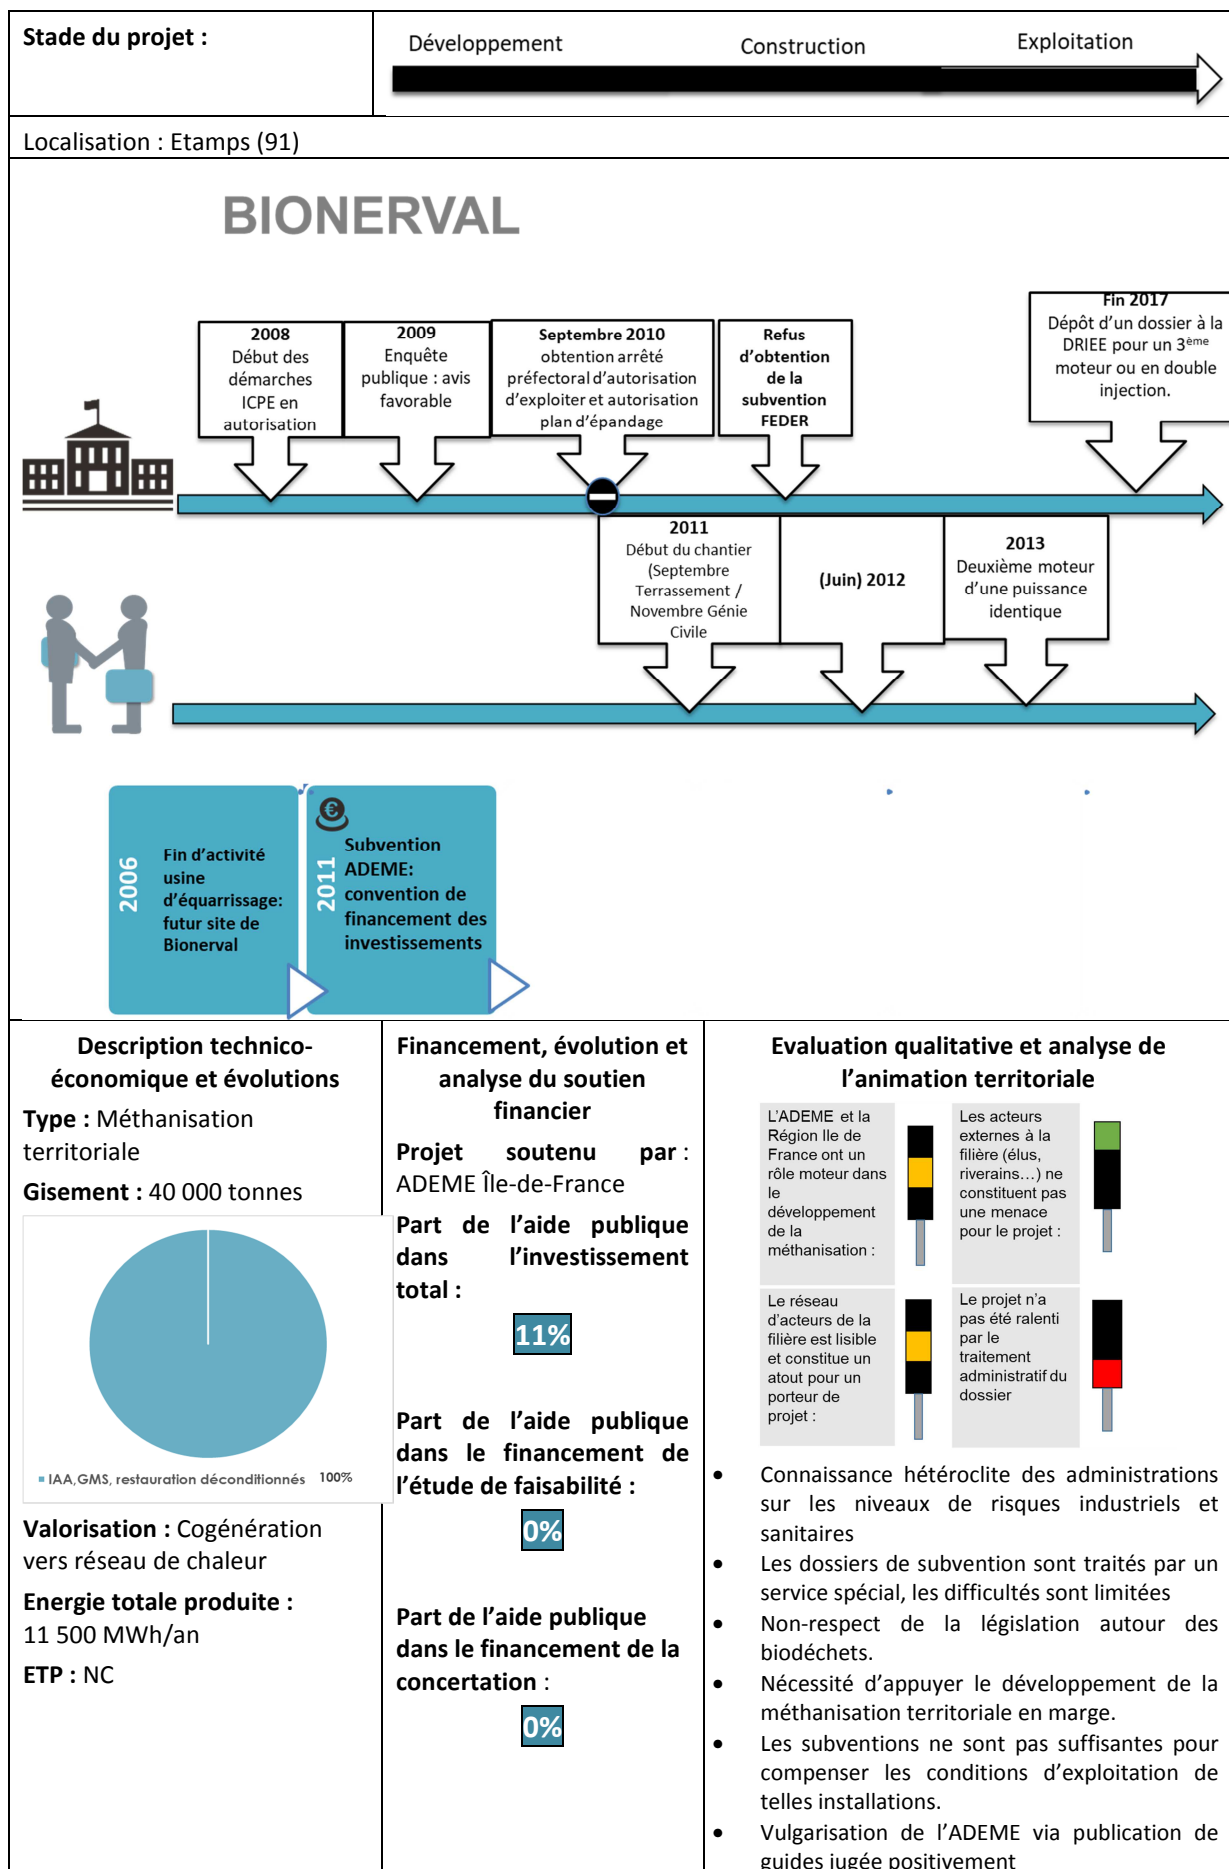 Stade du projet :
Développement
Construction
Exploitation
Localisation : Etamps (91)
BIONERVAL
2008
Début des
démarches
ICPE en
autorisation
2009
Enquête
publique : avis
favorable
Septembre 2010
obtention arrêté
préfectoral d'autorisation
d'exploiter et autorisation
plan d'épandage
Refus
d'obtention
de la
subvention
FEDER
Fin 2017
Dépôt d'un dossier à la
DRIEE pour un 3ème
moteur ou en double
injection.
2011
Début du chantier
(Septembre
Terrassement /
Novembre Génie
Civile
(Juin) 2012
2013
Deuxième moteur
d'une puissance
identique
2006
Fin d'activité
usine
d'équarrissage:
futur site de
Bionerval
2011
€
Subvention
ADEME:
convention de
financement des
investissements
Description technico-
économique et évolutions
Type : Méthanisation
territoriale
Gisement : 40 000 tonnes
IAA,GMS, restauration déconditionnés 100%
Valorisation : Cogénération
vers réseau de chaleur
Energie totale produite :
11 500 MWh/an
ETP : NC
Financement, évolution et
analyse du soutien
financier
Projet soutenu par :
ADEME Île-de-France
Part de l'aide publique
dans l'investissement
total :
11%
Part de l'aide publique
dans le financement de
l'étude de faisabilité :
0%
Part de l'aide publique
dans le financement de la
concertation :
0%
Evaluation qualitative et analyse de
l'animation territoriale
L'ADEME et la
Région Ile de
France ont un
rôle moteur dans
le
développement
de la
méthanisation :
Les acteurs
externes à la
filière (élus,
riverains…) ne
constituent pas
une menace
pour le projet :
Le réseau
d'acteurs de la
filière est lisible
et constitue un
atout pour un
porteur de
projet :
Le projet n'a
pas été ralenti
par le
traitement
administratif du
dossier
• Connaissance hétéroclite des administrations
sur les niveaux de risques industriels et
sanitaires
• Les dossiers de subvention sont traités par un
service spécial, les difficultés sont limitées
• Non-respect de la législation autour des
biodéchets.
• Nécessité d'appuyer le développement de la
méthanisation territoriale en marge.
• Les subventions ne sont pas suffisantes pour
compenser les conditions d'exploitation de
telles installations.
• Vulgarisation de l'ADEME via publication de
guides jugée positivement